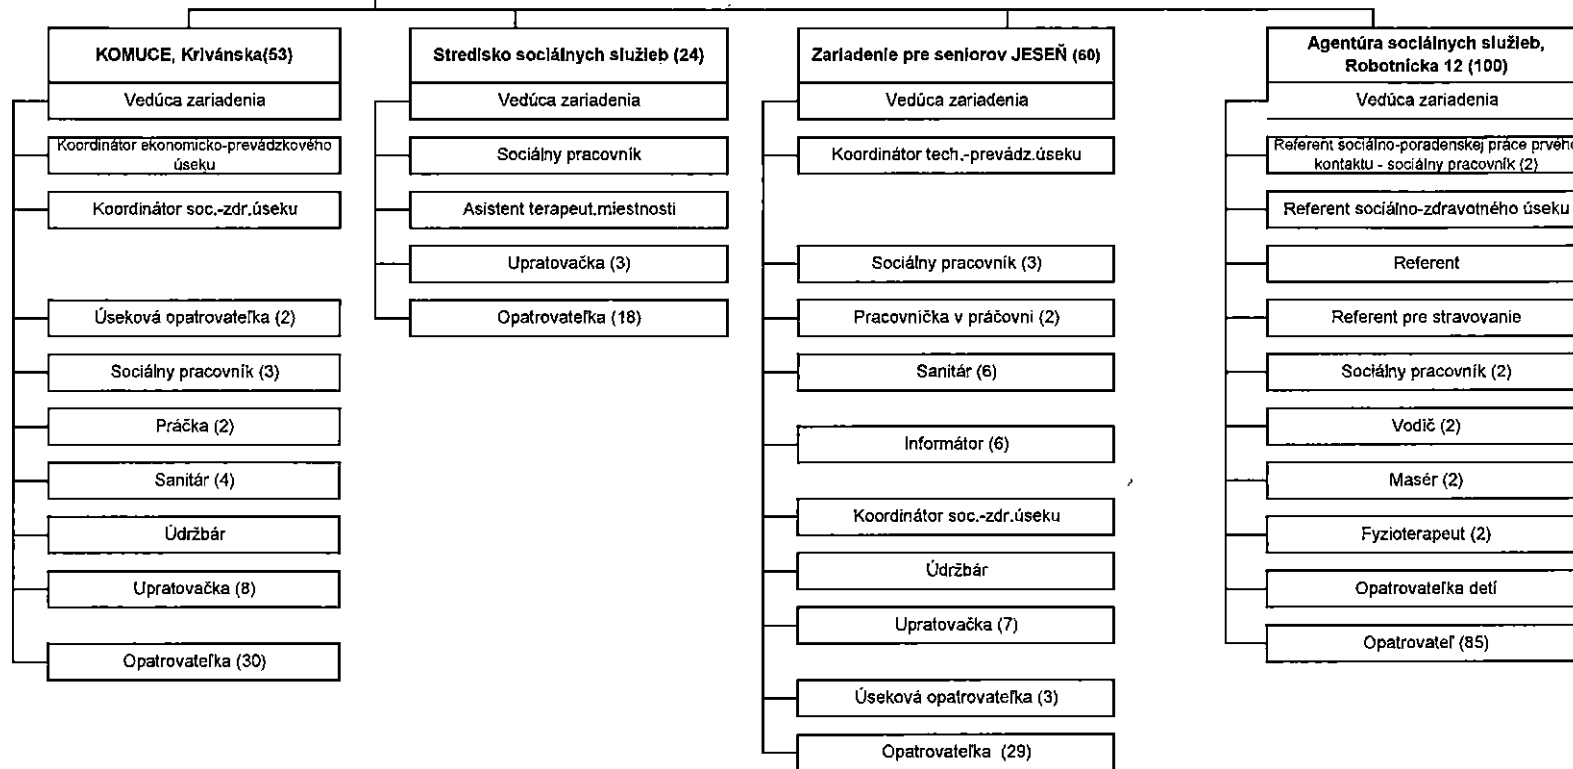 KOMUCE, Krivánska(53)
Vedúca zariadenia
Koordinátor ekonomicko-prevádzkového
úseku
Koordinátor soc.-zdr.úseku
Úseková opatrovateľka (2)
Sociálny pracovník (3)
Práčka (2)
Sanitár (4)
Údržbár
Upratovačka (8)
Opatrovateľka (30)
Stredisko sociálnych služieb (24)
Vedúca zariadenia
Sociálny pracovník
Asistent terapeut.miestnosti
Upratovačka (3)
Opatrovateľka (18)
Zariadenie pre seniorov JESEŇ (60)
Vedúca zariadenia
Koordinátor tech.-prevádz.úseku
Sociálny pracovník (3)
Pracovníčka v práčovni (2)
Sanitár (6)
Informátor (6)
Koordinátor soc.-zdr.úseku
Údržbár
Upratovačka (7)
Úseková opatrovateľka (3)
Opatrovateľka (29)
Agentúra sociálnych služieb,
Robotnícka 12 (100)
Vedúca zariadenia
Referent sociálno-poradenskej práce prvého
kontaktu - sociálny pracovník (2)
Referent sociálno-zdravotného úseku
Referent
Referent pre stravovanie
Sociálny pracovník (2)
Vodič (2)
Masér (2)
Fyzioterapeut (2)
Opatrovateľka detí
Opatrovateľ (85)